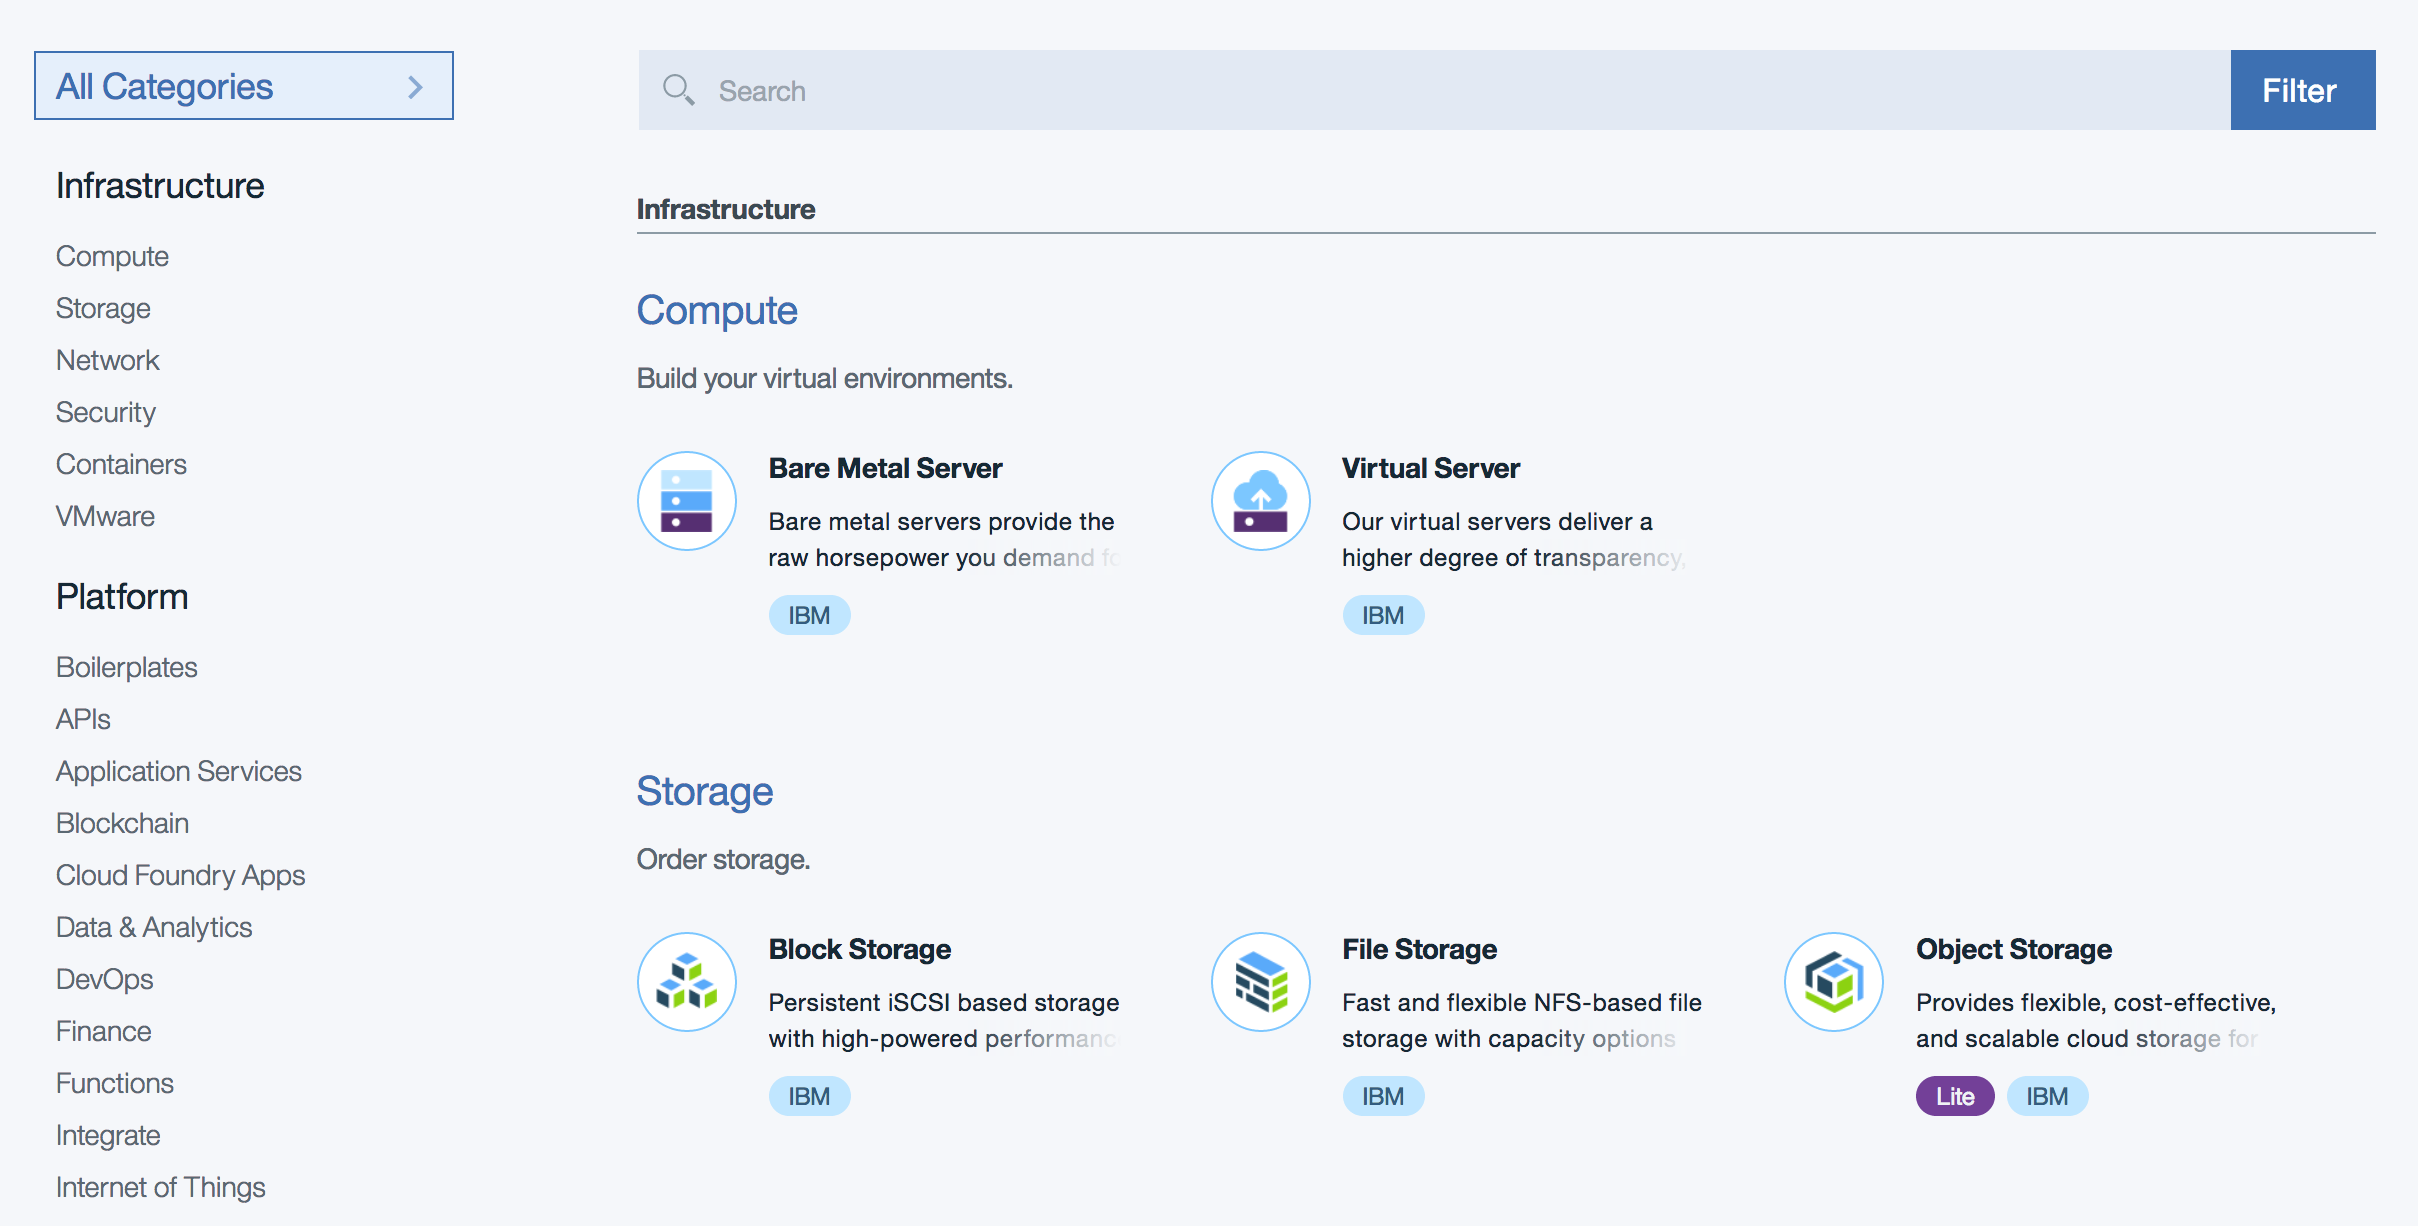 All Categories
Infrastructure
Compute
Storage
Network
Security
Containers
VMware
Platform
Boilerplates
APIs
Application Services
Blockchain
Cloud Foundry Apps
Data & Analytics
DevOps
Finance
Functions
Integrate
Internet of Things
Search
Filter
Infrastructure
Compute
Build your virtual environments.
Bare Metal Server
Bare metal servers provide the
raw horsepower you demand fo
IBM
Virtual Server
Our virtual servers deliver a
higher degree of transparency,
IBM
Storage
Order storage.
Block Storage
Persistent iSCSI based storage
with high-powered performanc
IBM
File Storage
Fast and flexible NFS-based file
storage with capacity options
IBM
Object Storage
Provides flexible, cost-effective,
and scalable cloud storage for
Lite
IBM